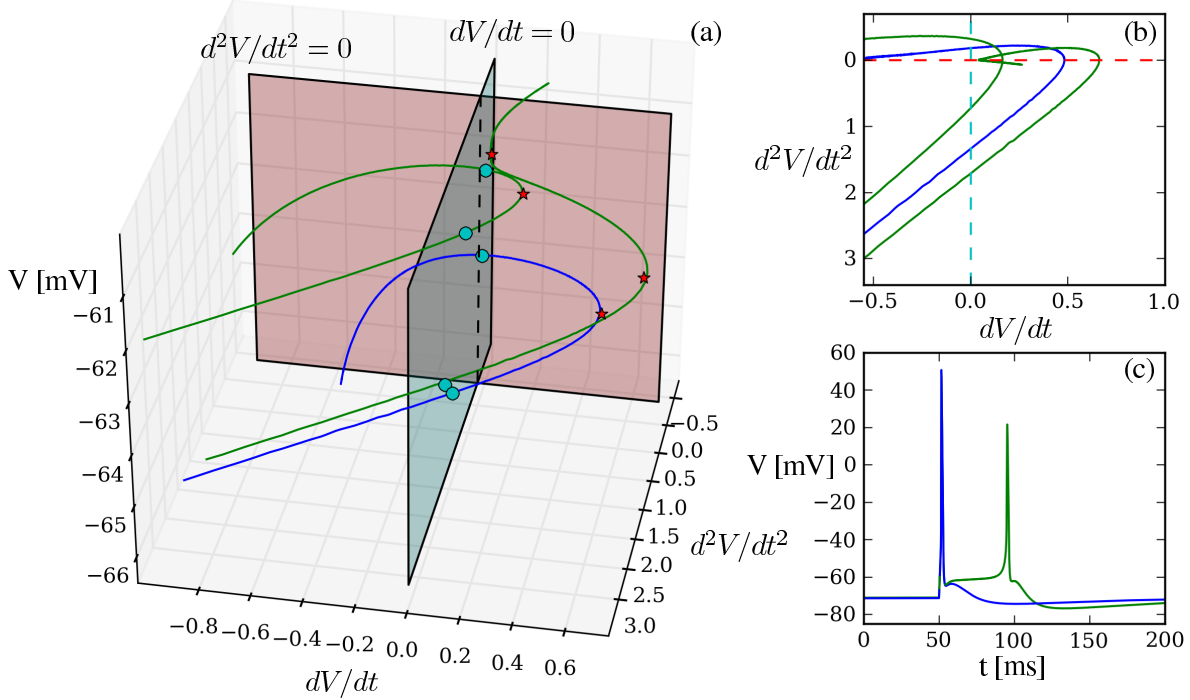 (a)
d²V/dt² = 0
dV/dt = 0
V [mV]
−61
−62
−63
−64
−65
−66
−0.8 −0.6 −0.4 −0.2 0.0 0.2 0.4 0.6
dV/dt
−0.5
0.0
0.5
1.0
1.5
2.0
2.5
3.0
d²V/dt²
(b)
0
1
2
3
d²V/dt²
−0.5 0.0 0.5 1.0
dV/dt
(c)
60
40
20
0
−20
−40
−60
−80
V [mV]
0 50 100 150 200
t [ms]